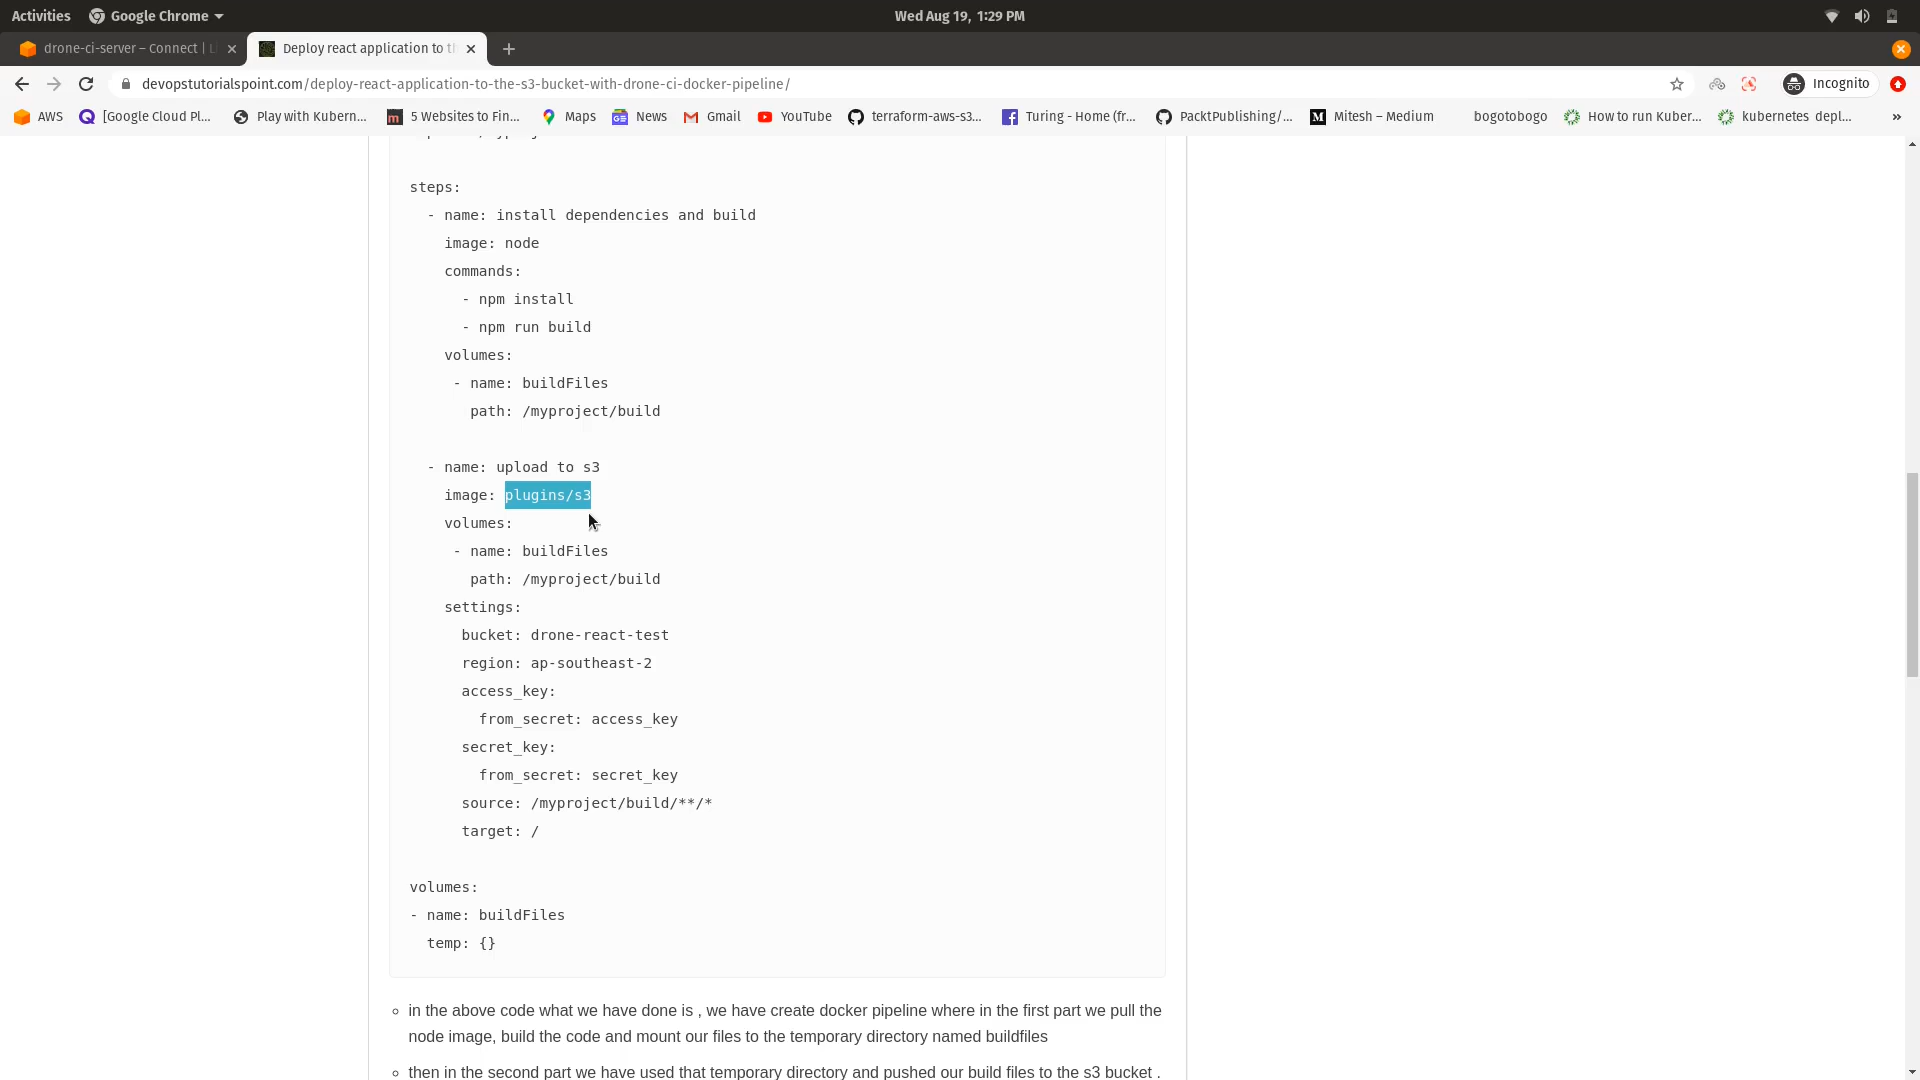 Activities Google Chrome Wed Aug 19, 1:29 PM
drone-ci-server – Connect | Deploy react application to
devopstutorialspoint.com/deploy-react-application-to-the-s3-bucket-with-drone-ci-docker-pipeline/ Incognito
AWS [Google Cloud Pl... Play with Kubern... 5 Websites to Fin... Maps News Gmail YouTube terraform-aws-s3... Turing - Home (fr... PacktPublishing/... Mitesh – Medium bogotobogo How to run Kuber... kubernetes depl... »
steps:
- name: install dependencies and build
image: node
commands:
- npm install
- npm run build
volumes:
- name: buildFiles
path: /myproject/build
- name: upload to s3
image: plugins/s3
volumes:
- name: buildFiles
path: /myproject/build
settings:
bucket: drone-react-test
region: ap-southeast-2
access_key:
from_secret: access_key
secret_key:
from_secret: secret_key
source: /myproject/build/**/*
target: /
volumes:
- name: buildFiles
temp: {}
in the above code what we have done is , we have create docker pipeline where in the first part we pull the
node image, build the code and mount our files to the temporary directory named buildfiles
then in the second part we have used that temporary directory and pushed our build files to the s3 bucket .